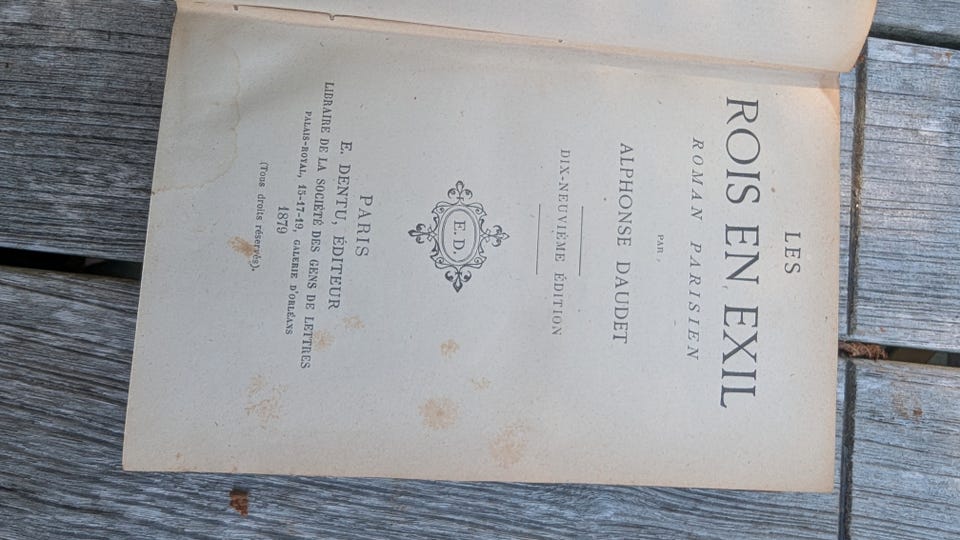 LES
ROIS EN EXIL
ROMAN PARISIEN
PAR
ALPHONSE DAUDET
DIX-NEUVIÈME ÉDITION
E. D.
PARIS
E. DENTU, ÉDITEUR
LIBRAIRE DE LA SOCIÉTÉ DES GENS DE LETTRES
PALAIS-ROYAL, 15-17-19, GALERIE D'ORLÉANS
1879
(Tous droits réservés).